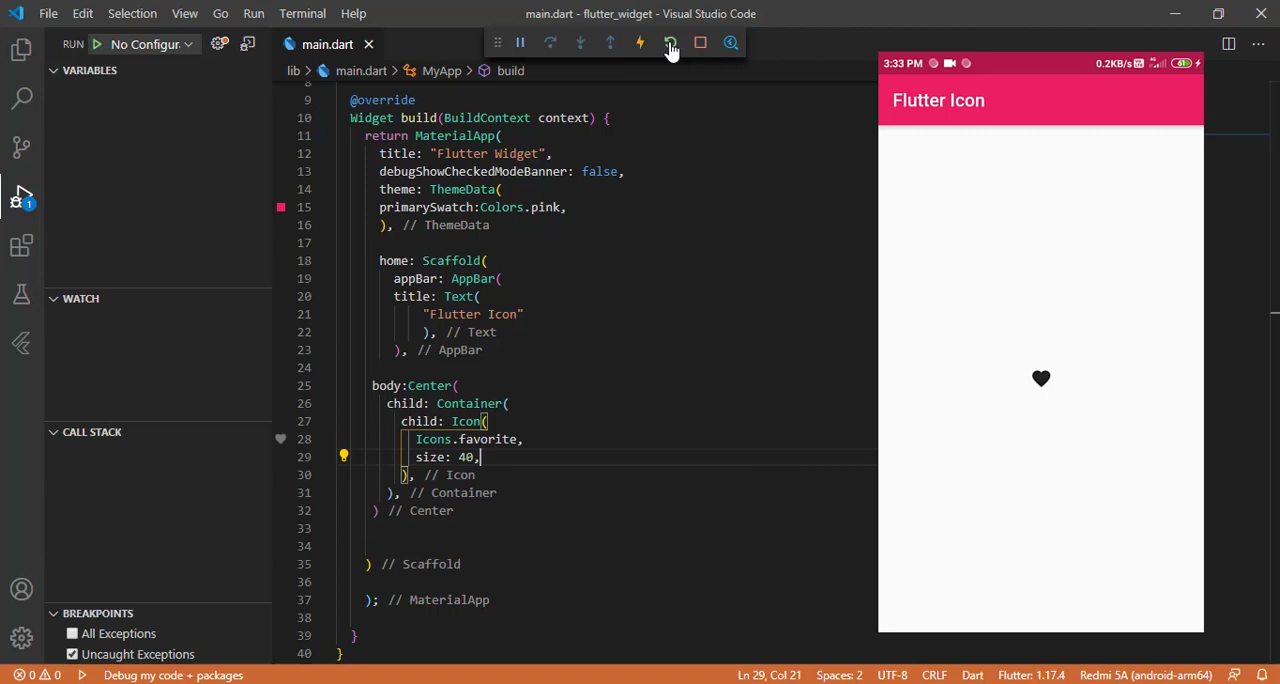 File Edit Selection View Go Run Terminal Help
main.dart - flutter_widget - Visual Studio Code
RUN No Configur
main.dart
lib > main.dart > MyApp > build
VARIABLES
WATCH
CALL STACK
BREAKPOINTS
All Exceptions
Uncaught Exceptions
8
9 @override
10 Widget build(BuildContext context) {
11 return MaterialApp(
12 title: "Flutter Widget",
13 debugShowCheckedModeBanner: false,
14 theme: ThemeData(
15 primarySwatch:Colors.pink,
16 ), // ThemeData
17
18 home: Scaffold(
19 appBar: AppBar(
20 title: Text(
21 "Flutter Icon"
22 ), // Text
23 ), // AppBar
24
25 body:Center(
26 child: Container(
27 child: Icon(
28 Icons.favorite,
29 size: 40,
30 ), // Icon
31 ), // Container
32 ) // Center
33
34
35 ) // Scaffold
36
37 ); // MaterialApp
38
39 }
40 }
3:33 PM 0.2KB/s 61
Flutter Icon
1
0 0 Debug my code + packages
Ln 29, Col 21 Spaces: 2 UTF-8 CRLF Dart Flutter: 1.17.4 Redmi 5A (android-arm64)